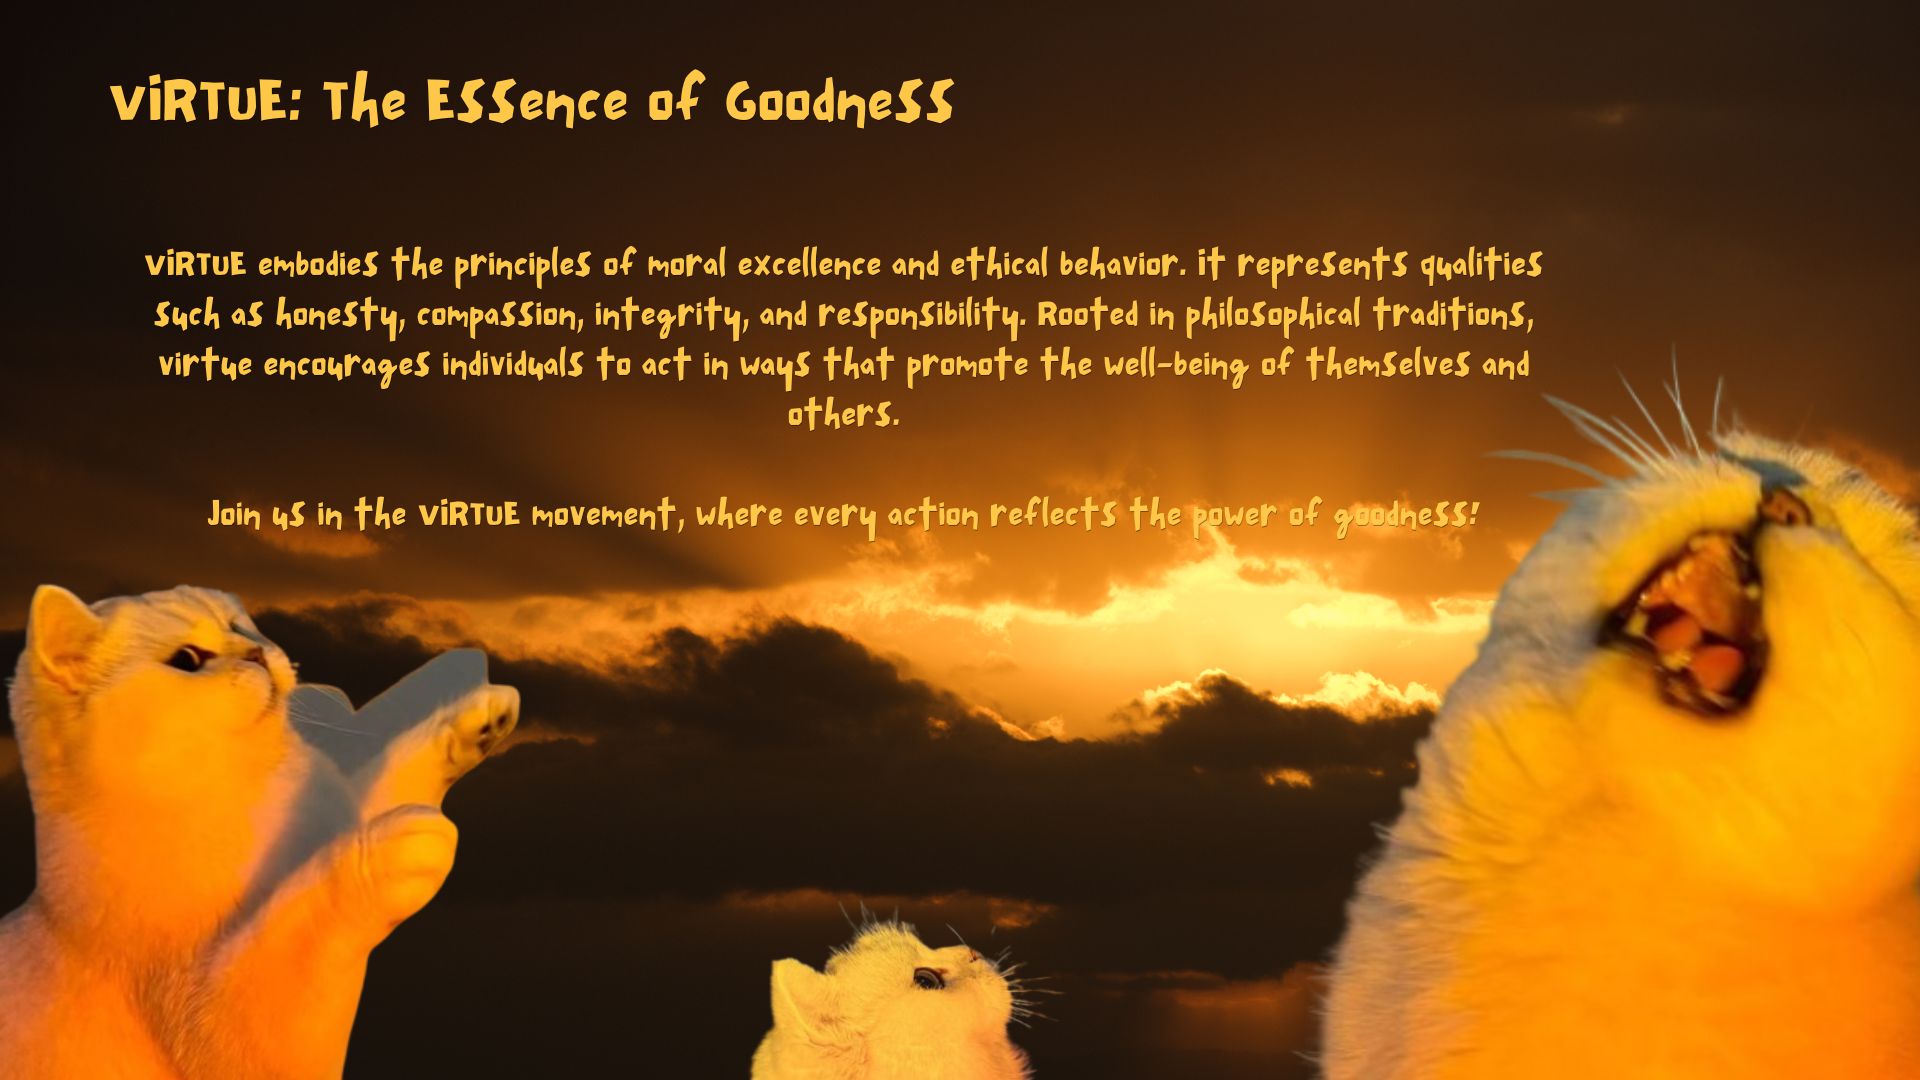 ViRTUE: The Essence of Goodness
ViRTUE embodies the principles of moral excellence and ethical behavior. it represents qualities
such as honesty, compassion, integrity, and responsibility. Rooted in philosophical traditions,
virtue encourages individuals to act in ways that promote the well-being of themselves and
others.
Join us in the ViRTUE movement, where every action reflects the power of goodness!